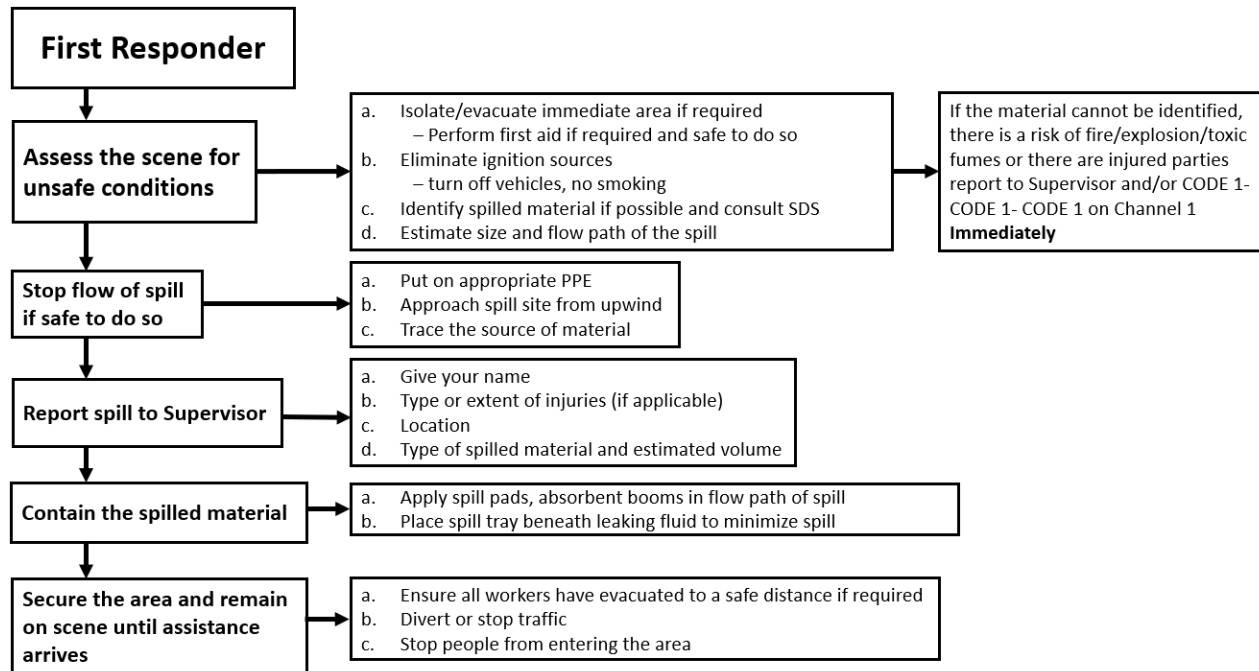 First Responder
Assess the scene for
unsafe conditions
a. Isolate/evacuate immediate area if required
– Perform first aid if required and safe to do so
b. Eliminate ignition sources
– turn off vehicles, no smoking
c. Identify spilled material if possible and consult SDS
d. Estimate size and flow path of the spill
If the material cannot be identified,
there is a risk of fire/explosion/toxic
fumes or there are injured parties
report to Supervisor and/or CODE 1-
CODE 1- CODE 1 on Channel 1
Immediately
Stop flow of spill
if safe to do so
a. Put on appropriate PPE
b. Approach spill site from upwind
c. Trace the source of material
Report spill to Supervisor
a. Give your name
b. Type or extent of injuries (if applicable)
c. Location
d. Type of spilled material and estimated volume
Contain the spilled material
a. Apply spill pads, absorbent booms in flow path of spill
b. Place spill tray beneath leaking fluid to minimize spill
Secure the area and remain
on scene until assistance
arrives
a. Ensure all workers have evacuated to a safe distance if required
b. Divert or stop traffic
c. Stop people from entering the area